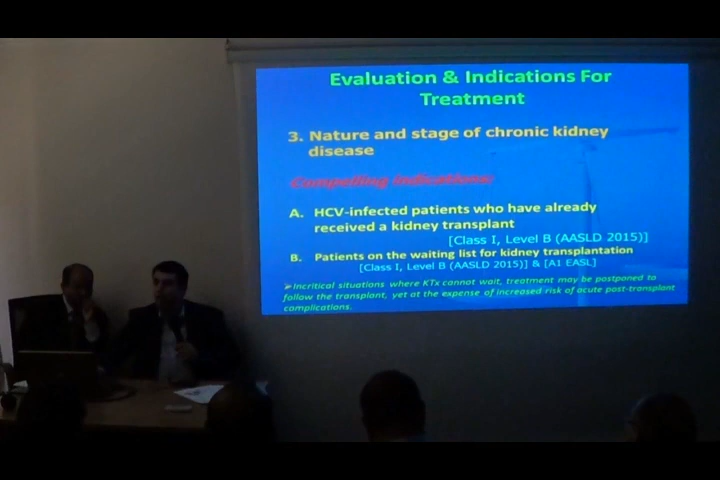 Evaluation & Indications For
Treatment
3. Nature and stage of chronic kidney
disease
Compelling Indications:
A. HCV-infected patients who have already
received a kidney transplant
[Class I, Level B (AASLD 2015)]
B. Patients on the waiting list for kidney transplantation
[Class I, Level B (AASLD 2015)] & [A1 EASL]
➢Incritical situations where KTx cannot wait, treatment may be postponed to
follow the transplant, yet at the expense of increased risk of acute post-transplant
complications.